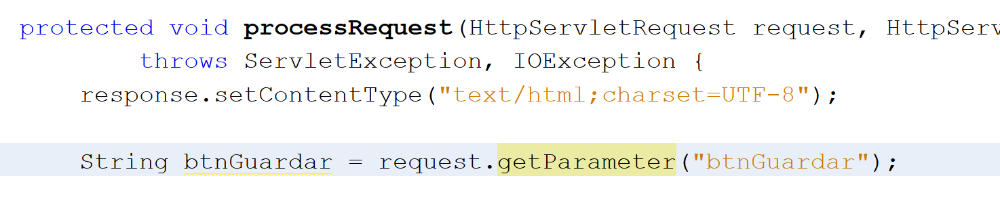 protected void processRequest(HttpServletRequest request, HttpServ
throws ServletException, IOException {
response.setContentType("text/html;charset=UTF-8");
String btnGuardar = request.getParameter("btnGuardar");